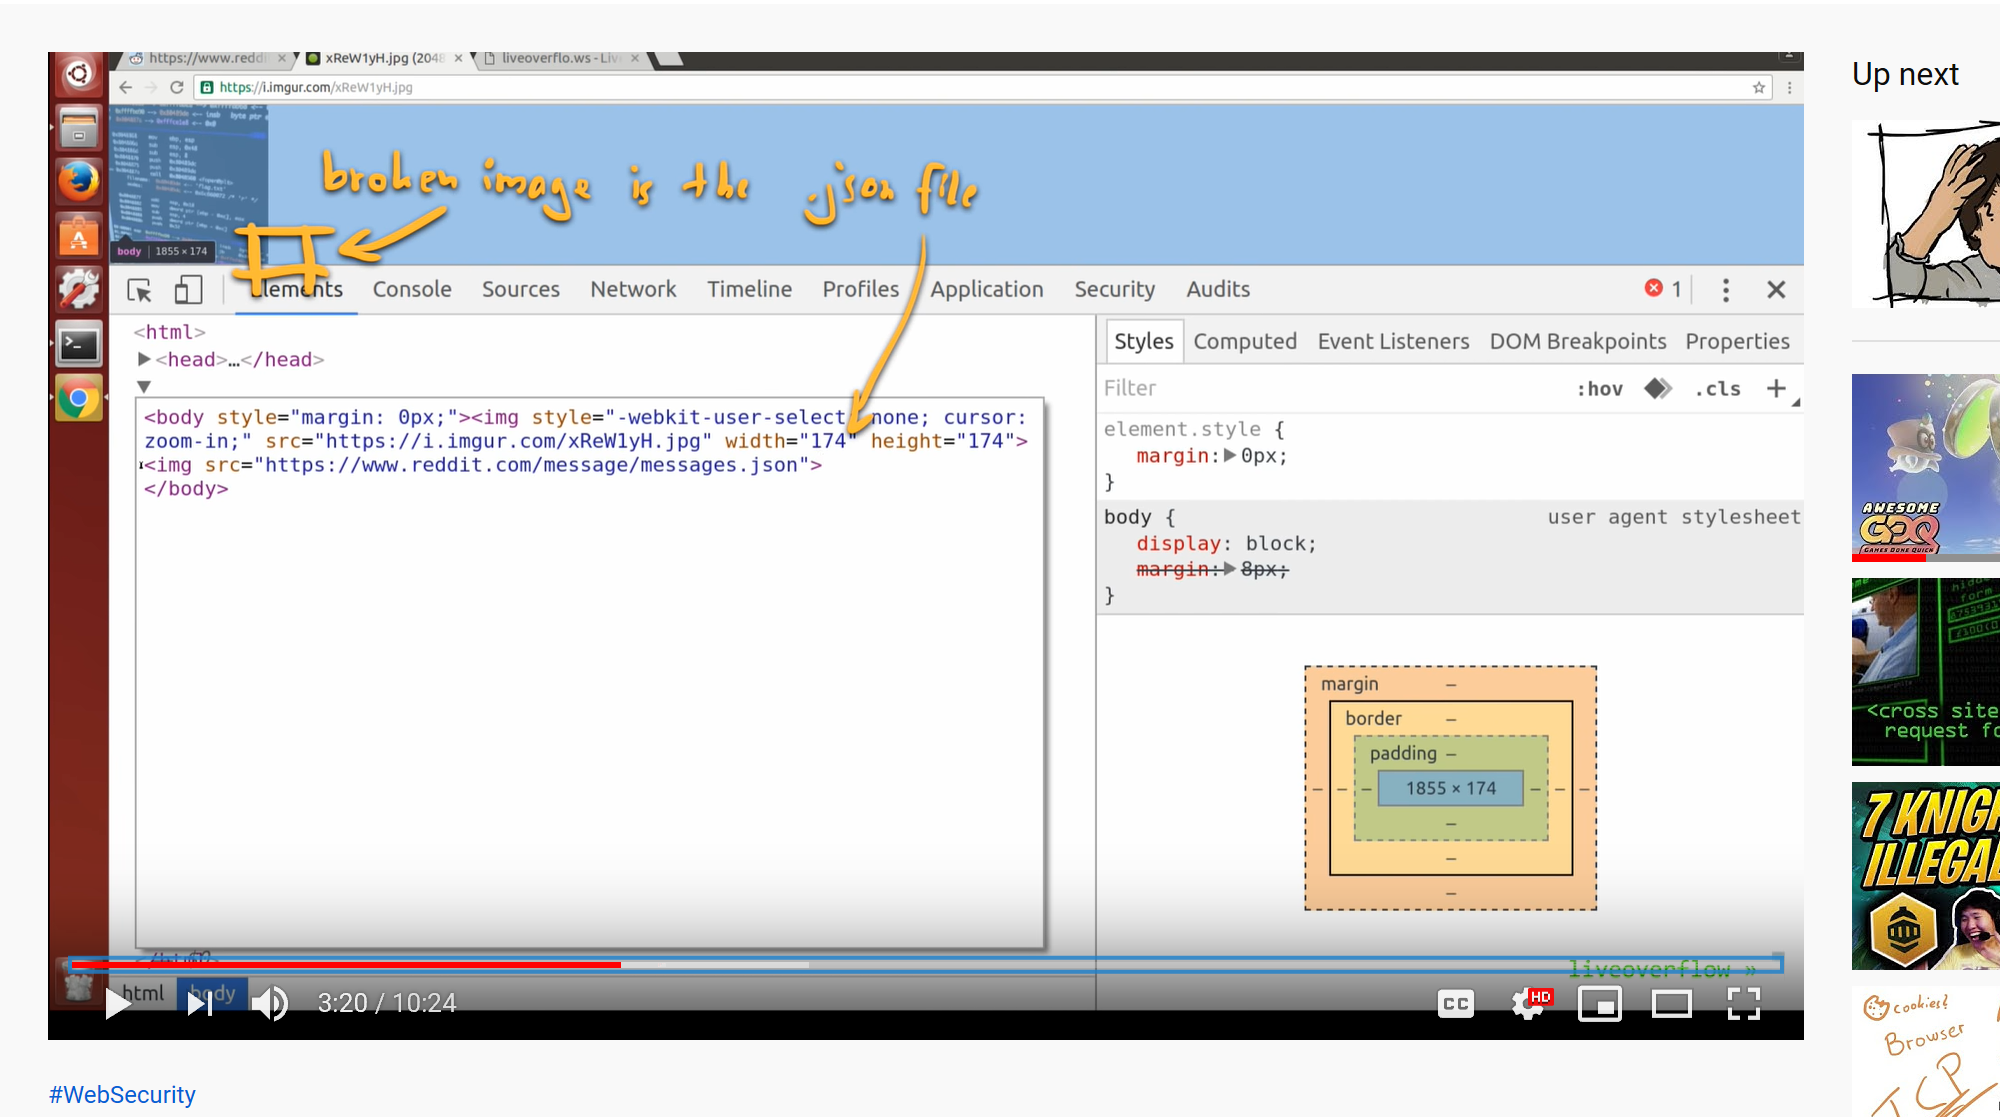 https://www.reddi
xReW1yH.jpg (2048
liveoverflo.ws - Liv
Up next
https://i.imgur.com/xReW1yH.jpg
broken image is the .json file
body | 1855 × 174
Elements Console Sources Network Timeline Profiles Application Security Audits
1
<html>
<head>…</head>
<body style="margin: 0px;"><img style="-webkit-user-select: none; cursor:
zoom-in;" src="https://i.imgur.com/xReW1yH.jpg" width="174" height="174">
<img src="https://www.reddit.com/message/messages.json">
</body>
Styles Computed Event Listeners DOM Breakpoints Properties
Filter :hov .cls +
element.style {
margin: 0px;
}
body { user agent stylesheet
display: block;
margin: 8px;
}
margin –
border –
padding –
– – – 1855 × 174 – – –
–
–
–
liveoverflow »
html body
3:20 / 10:24
CC
HD
#WebSecurity
?
AWESOME
GDQ
GAMES DONE QUICK
form
<cross site
request fo
7 KNIG
ILLEGA
cookies?
Browser
TCP